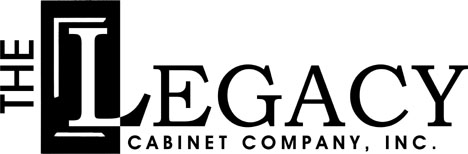 THE
LEGACY
CABINET COMPANY, INC.